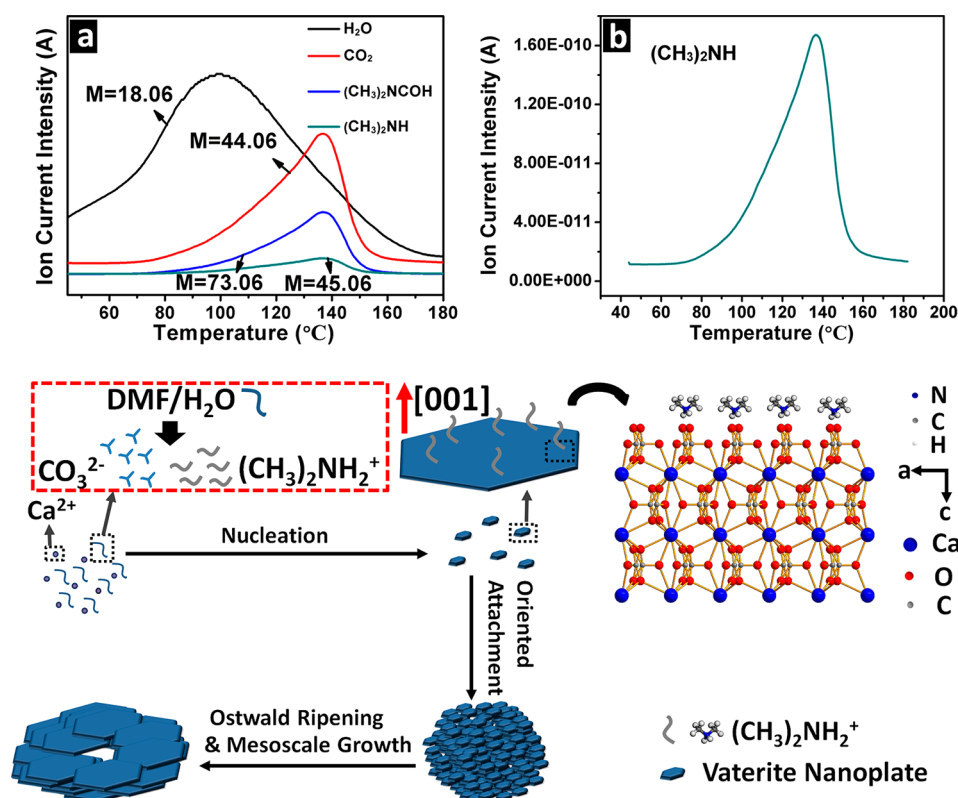 a
H₂O
CO₂
(CH₃)₂NCOH
(CH₃)₂NH
M=18.06
M=44.06
M=73.06
M=45.06
Ion Current Intensity (A)
60 80 100 120 140 160 180
Temperature (°C)
b
(CH₃)₂NH
1.60E-010
1.20E-010
8.00E-011
4.00E-011
0.00E+000
Ion Current Intensity (A)
40 60 80 100 120 140 160 180 200
Temperature (°C)
DMF/H₂O
CO₃²⁻
(CH₃)₂NH₂⁺
Ca²⁺
[001]
N
C
H
a
c
Ca
O
C
Nucleation
Oriented
Attachment
Ostwald Ripening
& Mesoscale Growth
(CH₃)₂NH₂⁺
Vaterite Nanoplate